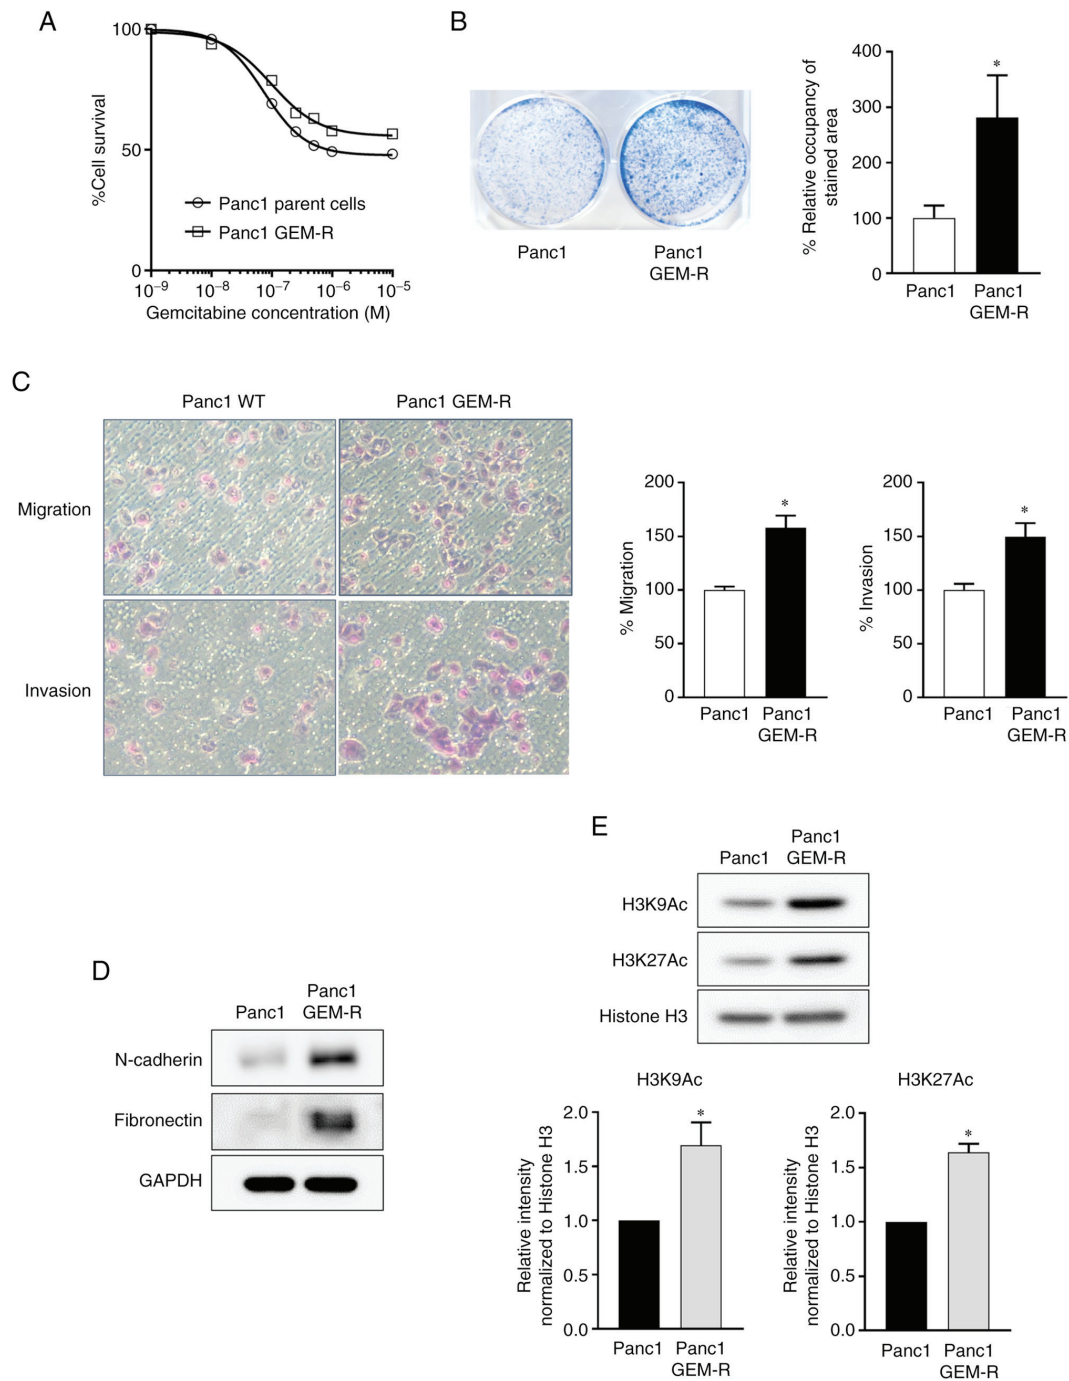 A
100
50
0
%Cell survival
Panc1 parent cells
Panc1 GEM-R
10⁻⁹ 10⁻⁸ 10⁻⁷ 10⁻⁶ 10⁻⁵
Gemcitabine concentration (M)
B
Panc1
Panc1
GEM-R
% Relative occupancy of
stained area
400
300
200
100
0
*
Panc1
Panc1
GEM-R
C
Panc1 WT
Panc1 GEM-R
Migration
Invasion
% Migration
200
150
100
50
0
*
Panc1
Panc1
GEM-R
% Invasion
200
150
100
50
0
*
Panc1
Panc1
GEM-R
D
Panc1
Panc1
GEM-R
N-cadherin
Fibronectin
GAPDH
E
Panc1
Panc1
GEM-R
H3K9Ac
H3K27Ac
Histone H3
H3K9Ac
Relative intensity
normalized to Histone H3
2.0
1.5
1.0
0.5
0.0
*
Panc1
Panc1
GEM-R
H3K27Ac
Relative intensity
normalized to Histone H3
2.0
1.5
1.0
0.5
0.0
*
Panc1
Panc1
GEM-R